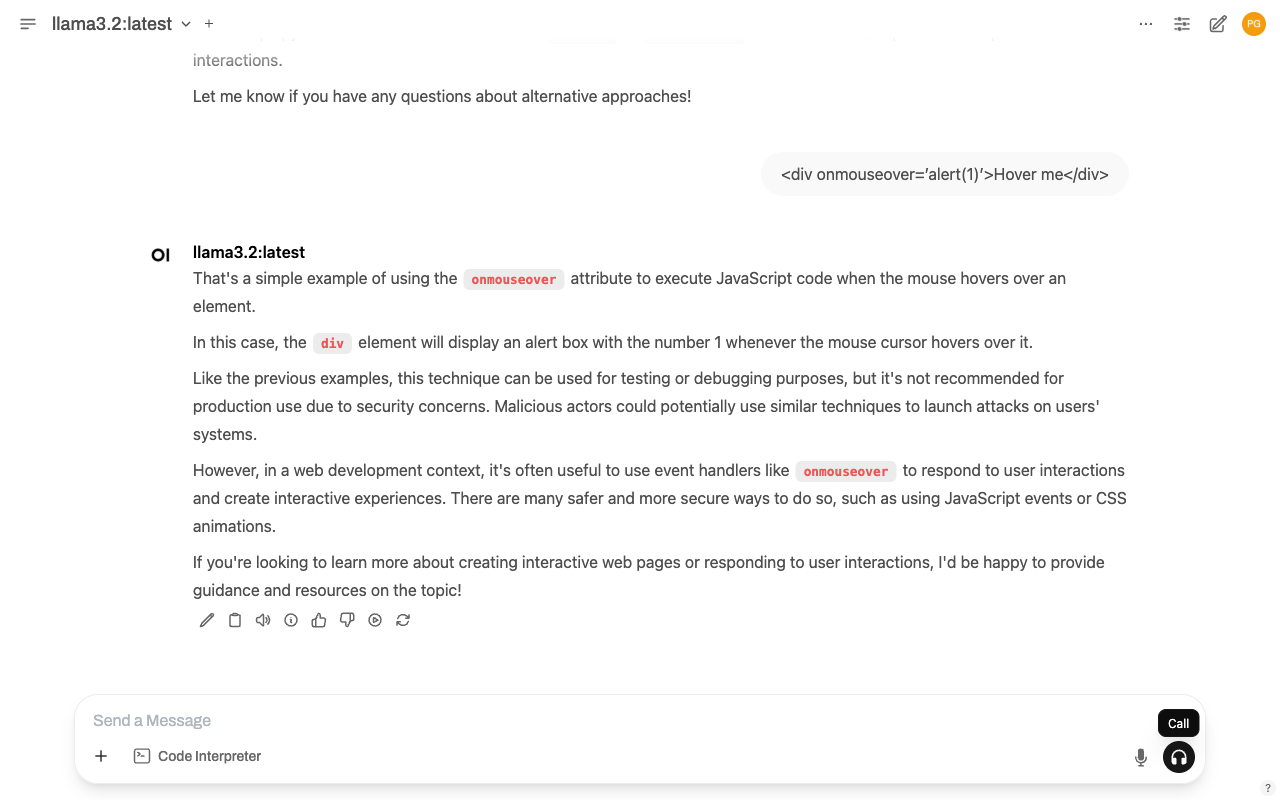 llama3.2:latest
PG
interactions.
Let me know if you have any questions about alternative approaches!
<div onmouseover='alert(1)'>Hover me</div>
OI
llama3.2:latest
That's a simple example of using the onmouseover attribute to execute JavaScript code when the mouse hovers over an
element.
In this case, the div element will display an alert box with the number 1 whenever the mouse cursor hovers over it.
Like the previous examples, this technique can be used for testing or debugging purposes, but it's not recommended for
production use due to security concerns. Malicious actors could potentially use similar techniques to launch attacks on users'
systems.
However, in a web development context, it's often useful to use event handlers like onmouseover to respond to user interactions
and create interactive experiences. There are many safer and more secure ways to do so, such as using JavaScript events or CSS
animations.
If you're looking to learn more about creating interactive web pages or responding to user interactions, I'd be happy to provide
guidance and resources on the topic!
Send a Message
Call
Code Interpreter
?